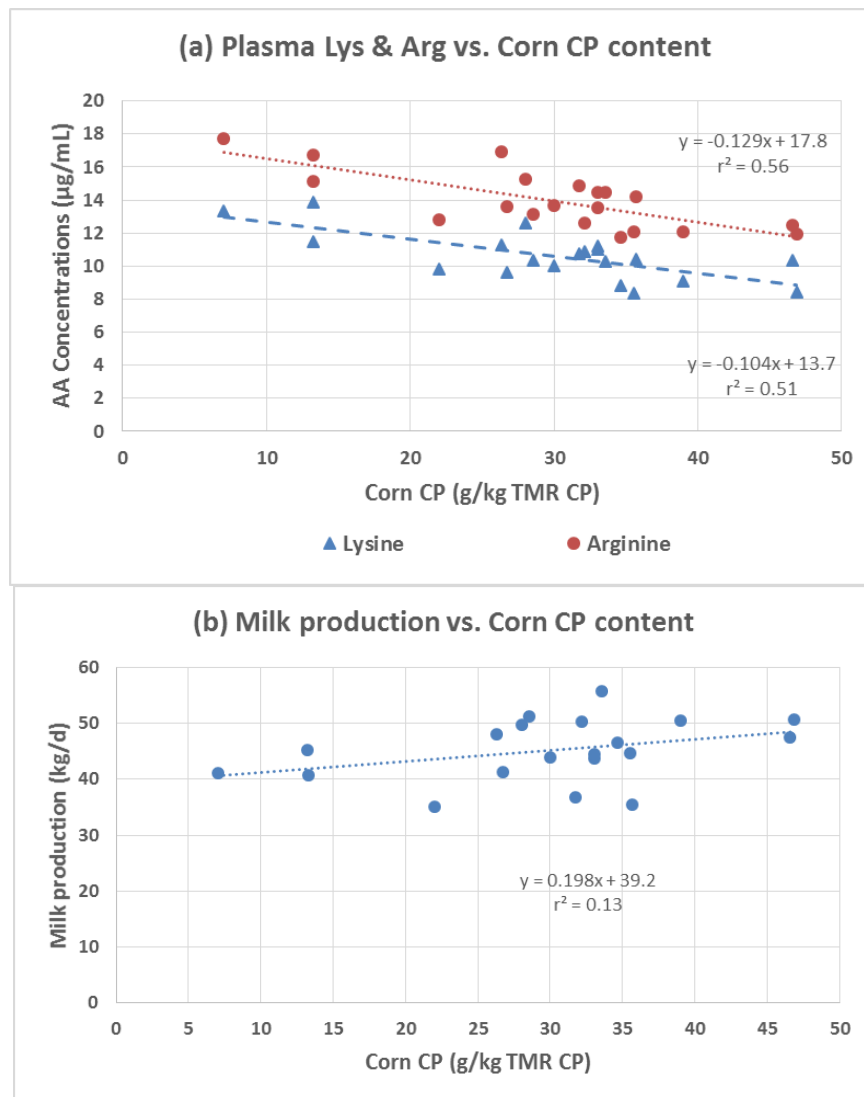 (a) Plasma Lys & Arg vs. Corn CP content
AA Concentrations (µg/mL)
20
18
16
14
12
10
8
6
4
2
0
y = -0.129x + 17.8
r² = 0.56
y = -0.104x + 13.7
r² = 0.51
0 10 20 30 40 50
Corn CP (g/kg TMR CP)
Lysine Arginine
(b) Milk production vs. Corn CP content
Milk production (kg/d)
60
50
40
30
20
10
0
y = 0.198x + 39.2
r² = 0.13
0 5 10 15 20 25 30 35 40 45 50
Corn CP (g/kg TMR CP)